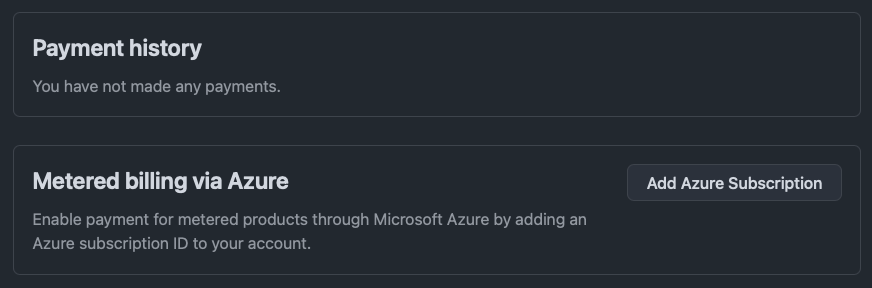 Payment history
You have not made any payments.
Metered billing via Azure
Add Azure Subscription
Enable payment for metered products through Microsoft Azure by adding an
Azure subscription ID to your account.